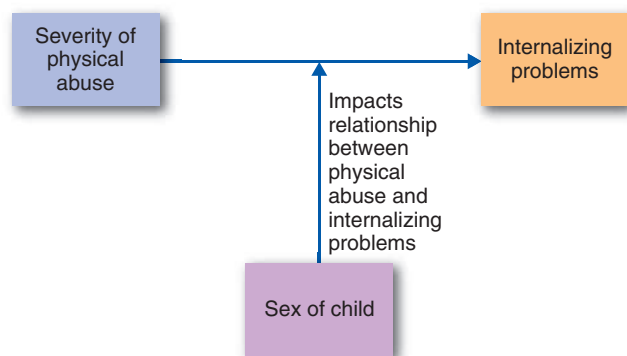 Severity of
physical
abuse
Internalizing
problems
Impacts
relationship
between
physical
abuse and
internalizing
problems
Sex of child